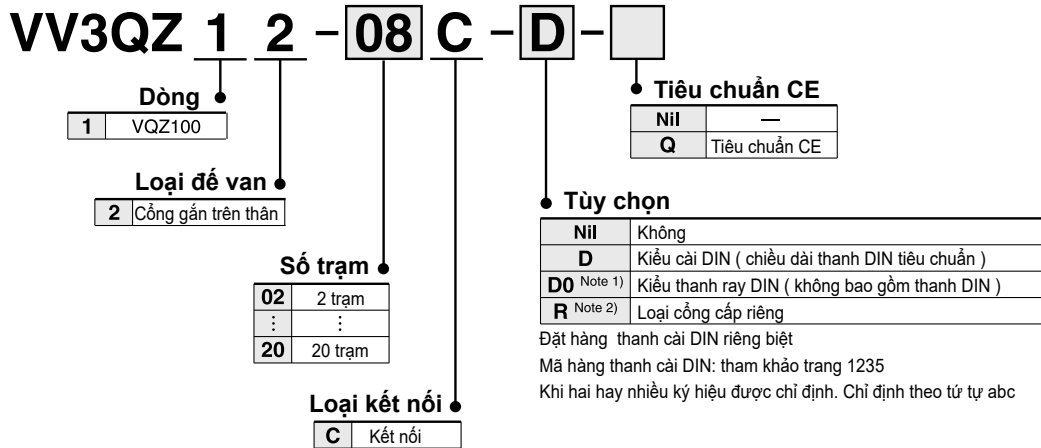 VV3QZ 1 2 - 08 C - D -
Dòng
1 VQZ100
Loại đế van
2 Cổng gắn trên thân
Số trạm
02 2 trạm
⋮ ⋮
20 20 trạm
Loại kết nối
C Kết nối
Tiêu chuẩn CE
Nil —
Q Tiêu chuẩn CE
Tùy chọn
Nil Không
D Kiểu cài DIN ( chiều dài thanh DIN tiêu chuẩn )
D0 Note 1) Kiểu thanh ray DIN ( không bao gồm thanh DIN )
R Note 2) Loại cổng cấp riêng
Đặt hàng thanh cài DIN riêng biệt
Mã hàng thanh cài DIN: tham khảo trang 1235
Khi hai hay nhiều ký hiệu được chỉ định. Chỉ định theo tứ tự abc